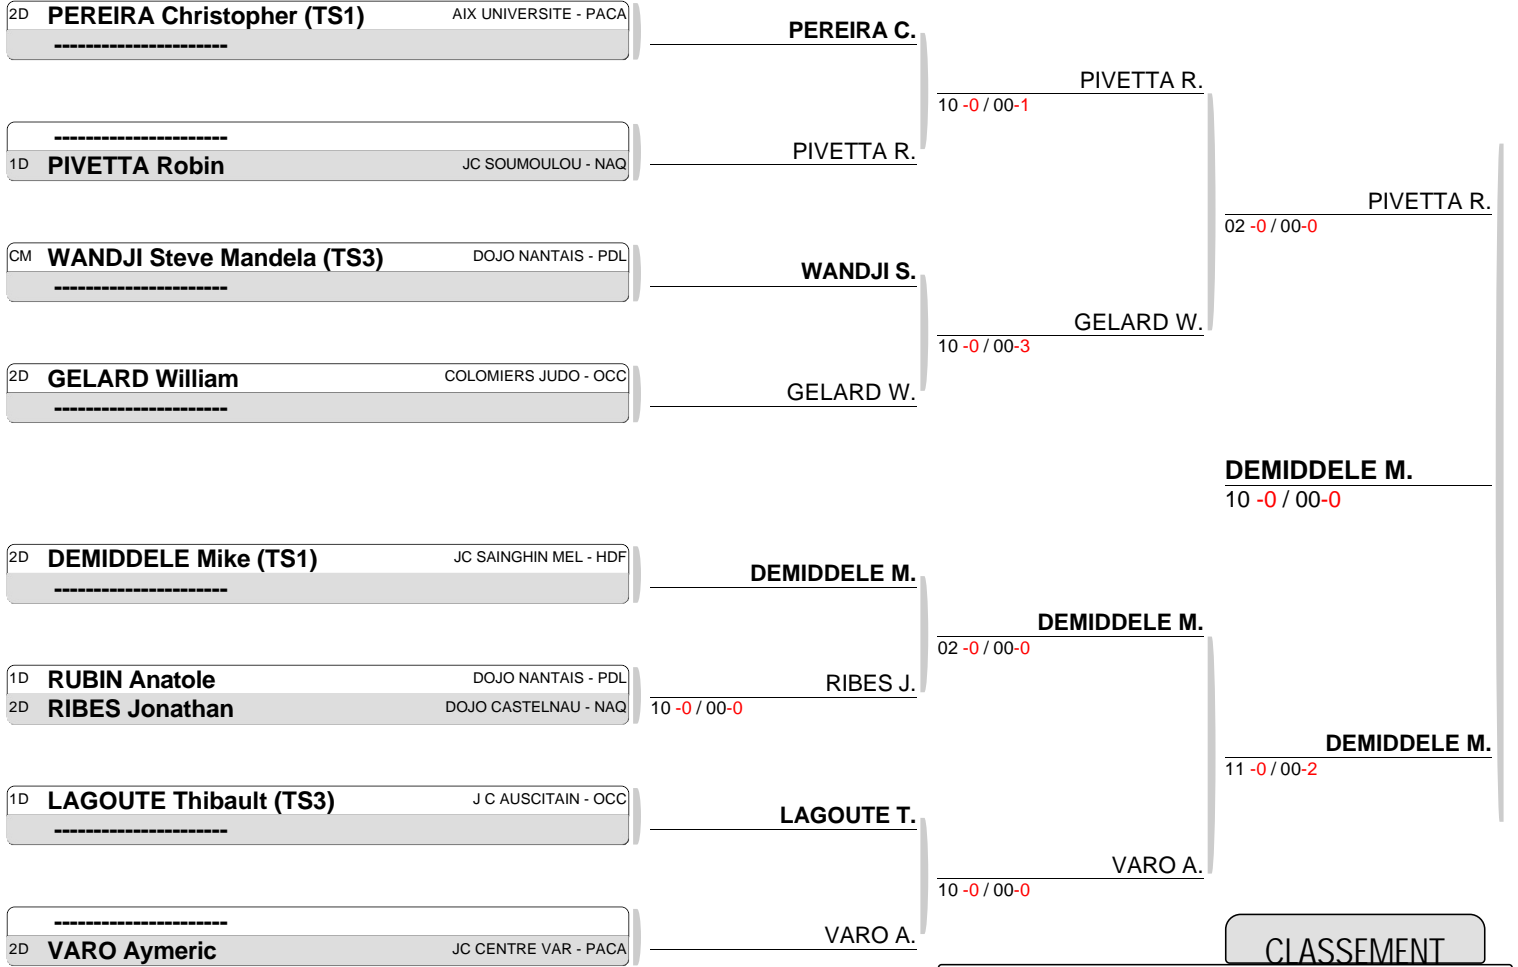 2D PEREIRA Christopher (TS1) AIX UNIVERSITE - PACA
----------------------
PEREIRA C.
PIVETTA R.
10 -0 / 00-1
----------------------
1D PIVETTA Robin JC SOUMOULOU - NAQ
PIVETTA R.
PIVETTA R.
02 -0 / 00-0
CM WANDJI Steve Mandela (TS3) DOJO NANTAIS - PDL
----------------------
WANDJI S.
GELARD W.
10 -0 / 00-3
2D GELARD William COLOMIERS JUDO - OCC
----------------------
GELARD W.
DEMIDDELE M.
10 -0 / 00-0
2D DEMIDDELE Mike (TS1) JC SAINGHIN MEL - HDF
----------------------
DEMIDDELE M.
DEMIDDELE M.
02 -0 / 00-0
1D RUBIN Anatole DOJO NANTAIS - PDL
2D RIBES Jonathan DOJO CASTELNAU - NAQ
RIBES J.
10 -0 / 00-0
DEMIDDELE M.
11 -0 / 00-2
1D LAGOUTE Thibault (TS3) J C AUSCITAIN - OCC
----------------------
LAGOUTE T.
VARO A.
10 -0 / 00-0
----------------------
2D VARO Aymeric JC CENTRE VAR - PACA
VARO A.
CLASSEMENT